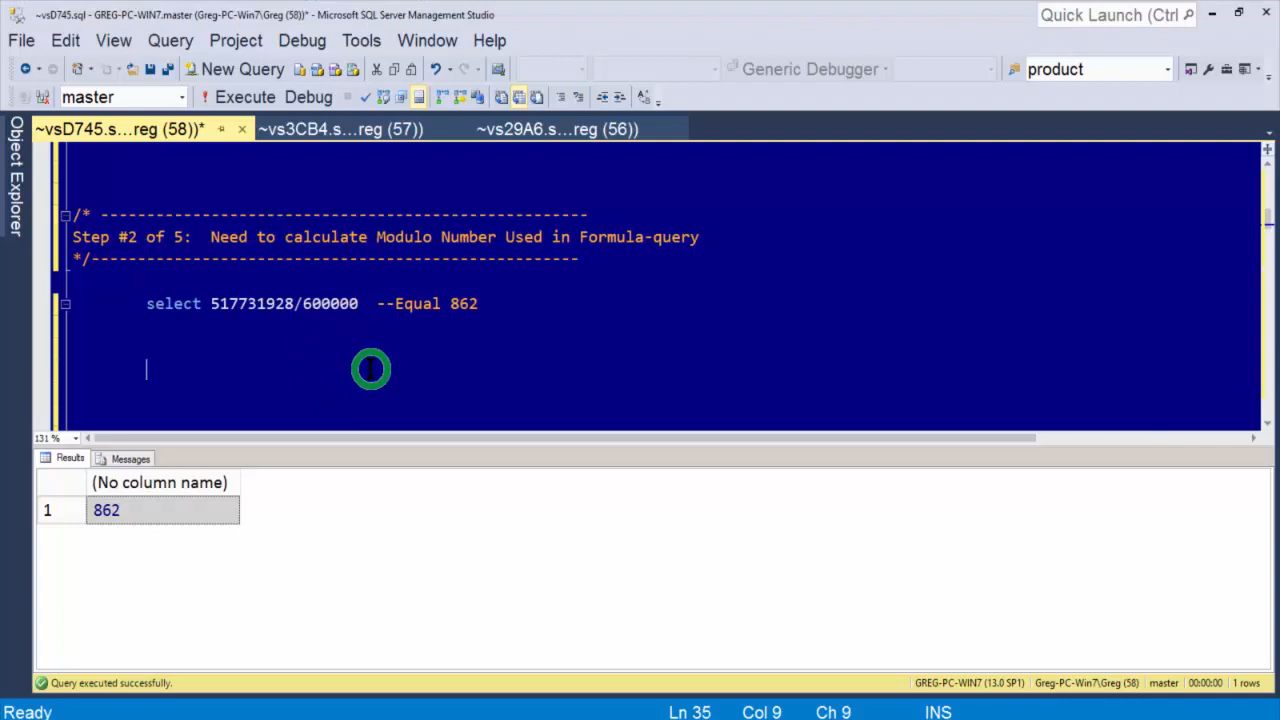 ~vsD745.sql - GREG-PC-WIN7.master (Greg-PC-Win7\Greg (58))* - Microsoft SQL Server Management Studio
Quick Launch (Ctrl
File Edit View Query Project Debug Tools Window Help
New Query Generic Debugger product
master Execute Debug
~vsD745.s...reg (58))* ~vs3CB4.s...reg (57)) ~vs29A6.s...reg (56))
Object Explorer
/* -----------------------------------------------------
Step #2 of 5: Need to calculate Modulo Number Used in Formula-query
*/-----------------------------------------------------
select 517731928/600000 --Equal 862
131 %
Results Messages
(No column name)
1 862
Query executed successfully. GREG-PC-WIN7 (13.0 SP1) Greg-PC-Win7\Greg (58) master 00:00:00 1 rows
Ready Ln 35 Col 9 Ch 9 INS